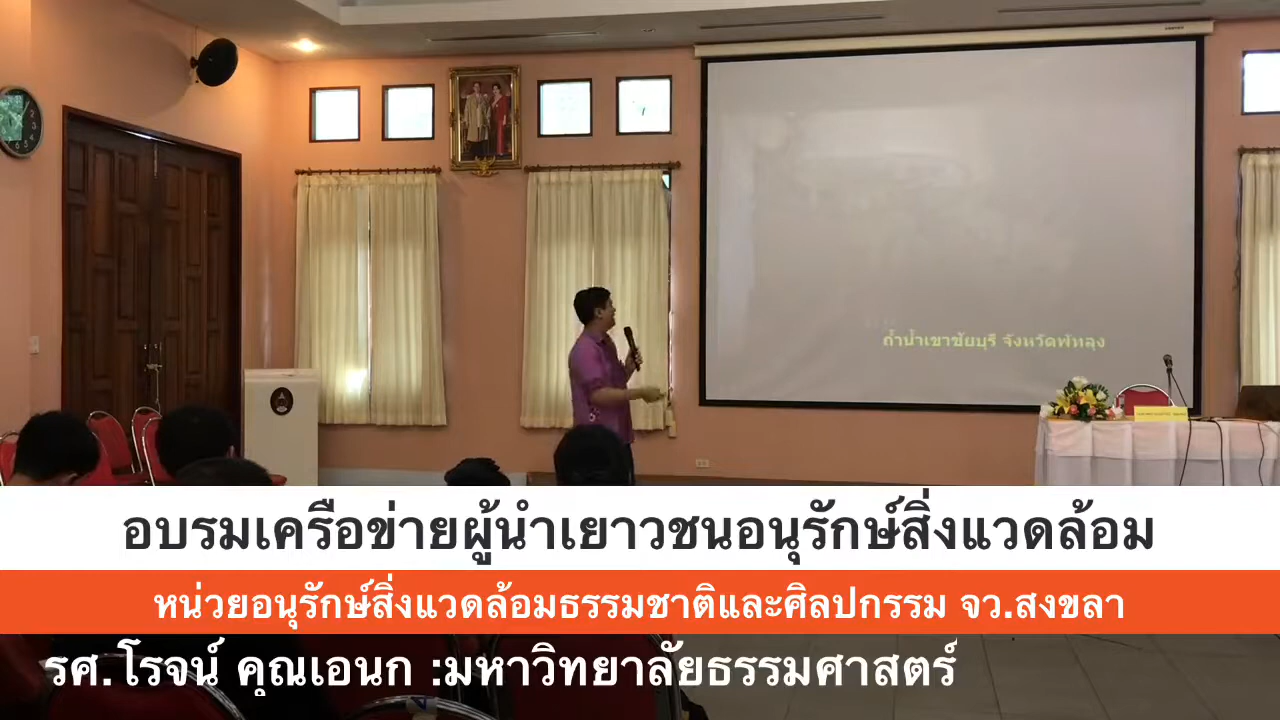 ถ้ำน้ำเขาชัยบุรี จังหวัดพัทลุง
อบรมเครือข่ายผู้นำเยาวชนอนุรักษ์สิ่งแวดล้อม
หน่วยอนุรักษ์สิ่งแวดล้อมธรรมชาติและศิลปกรรม จว.สงขลา
รศ.โรจน์ คุณเอนก :มหาวิทยาลัยธรรมศาสตร์